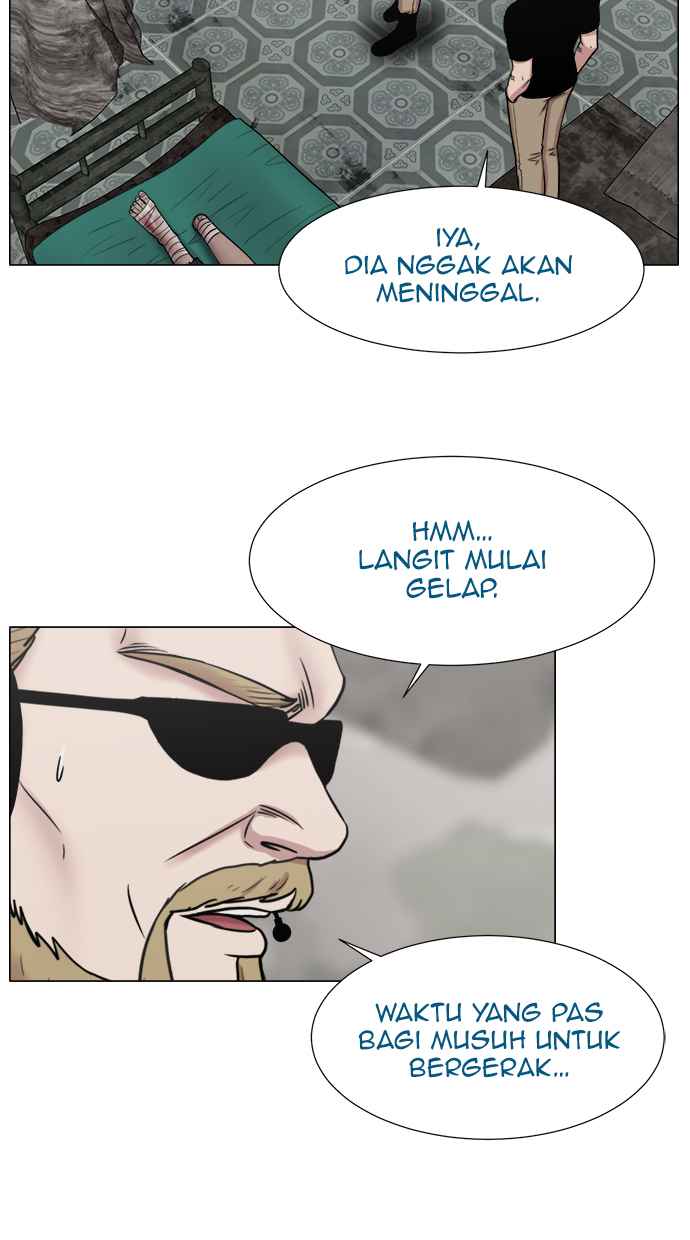 IYA,
DIA NGGAK AKAN
MENINGGAL.
HMM...
LANGIT MULAI
GELAP.
WAKTU YANG PAS
BAGI MUSUH UNTUK
BERGERAK...